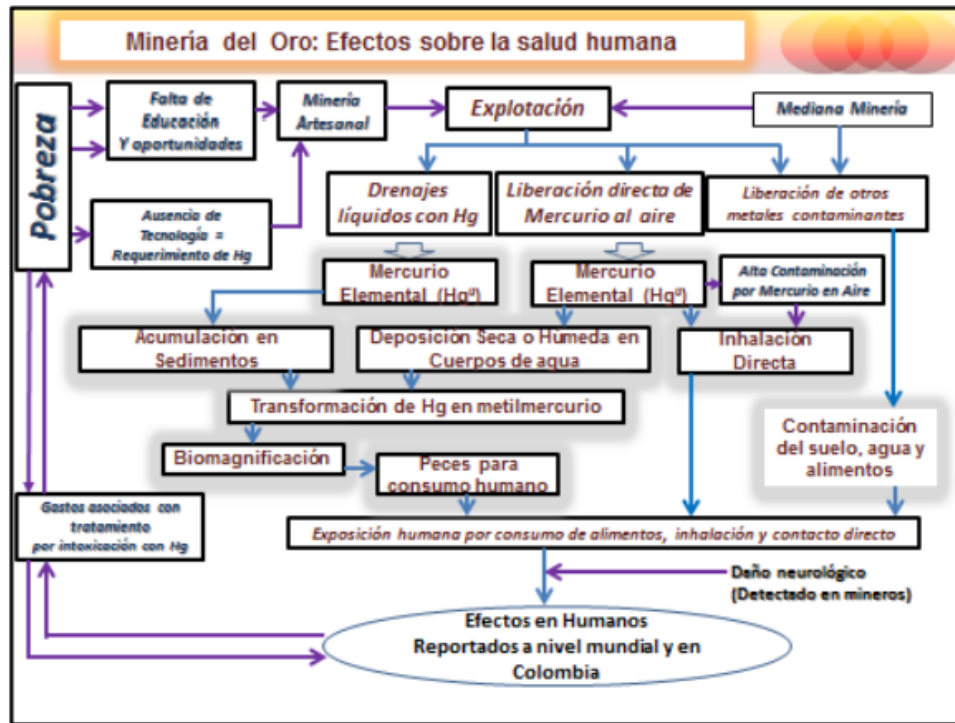 Minería del Oro: Efectos sobre la salud humana
Pobreza
Falta de
Educación
Y oportunidades
Minería
Artesanal
Explotación
Mediana Minería
Ausencia de
Tecnología =
Requerimiento de Hg
Drenajes
líquidos con Hg
Liberación directa de
Mercurio al aire
Liberación de otros
metales contaminantes
Mercurio
Elemental (Hgº)
Mercurio
Elemental (Hgº)
Alta Contaminación
por Mercurio en Aire
Acumulación en
Sedimentos
Deposición Seca o Húmeda en
Cuerpos de agua
Inhalación
Directa
Transformación de Hg en metilmercurio
Contaminación
del suelo, agua y
alimentos
Biomagnificación
Peces para
consumo humano
Gastos asociados con
tratamiento
por intoxicación con Hg
Exposición humana por consumo de alimentos, inhalación y contacto directo
Daño neurológico
(Detectado en mineros)
Efectos en Humanos
Reportados a nivel mundial y en
Colombia